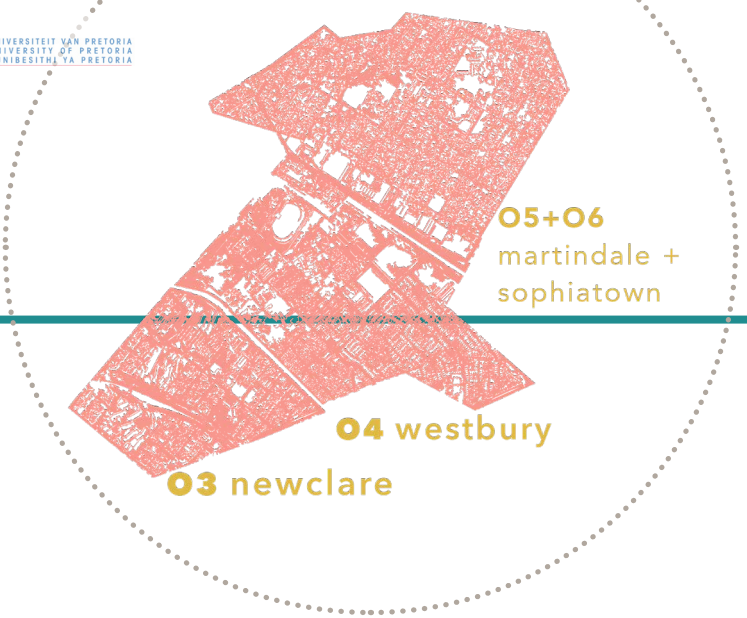 UNIVERSITEIT VAN PRETORIA
UNIVERSITY OF PRETORIA
YUNIBESITHI YA PRETORIA
05+06
martindale +
sophiatown
04 westbury
03 newclare